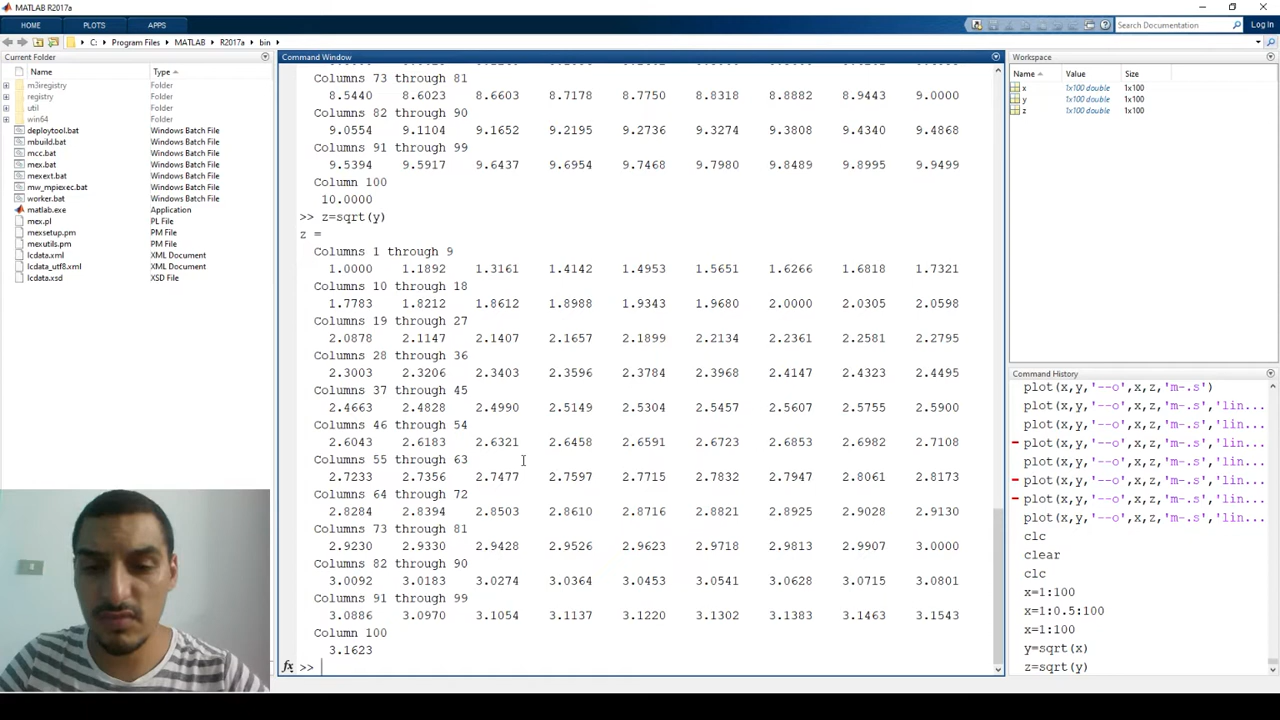 MATLAB R2017a
HOME PLOTS APPS Search Documentation Log In
C: Program Files MATLAB R2017a bin
Current Folder
Name Type
m3iregistry Folder
registry Folder
util Folder
win64 Folder
deploytool.bat Windows Batch File
mbuild.bat Windows Batch File
mcc.bat Windows Batch File
mex.bat Windows Batch File
mexext.bat Windows Batch File
mw_mpiexec.bat Windows Batch File
worker.bat Windows Batch File
matlab.exe Application
mex.pl PL File
mexsetup.pm PM File
mexutils.pm PM File
lcdata.xml XML Document
lcdata_utf8.xml XML Document
lcdata.xsd XSD File
Command Window
Columns 73 through 81
8.5440 8.6023 8.6603 8.7178 8.7750 8.8318 8.8882 8.9443 9.0000
Columns 82 through 90
9.0554 9.1104 9.1652 9.2195 9.2736 9.3274 9.3808 9.4340 9.4868
Columns 91 through 99
9.5394 9.5917 9.6437 9.6954 9.7468 9.7980 9.8489 9.8995 9.9499
Column 100
10.0000
>> z=sqrt(y)
z =
Columns 1 through 9
1.0000 1.1892 1.3161 1.4142 1.4953 1.5651 1.6266 1.6818 1.7321
Columns 10 through 18
1.7783 1.8212 1.8612 1.8988 1.9343 1.9680 2.0000 2.0305 2.0598
Columns 19 through 27
2.0878 2.1147 2.1407 2.1657 2.1899 2.2134 2.2361 2.2581 2.2795
Columns 28 through 36
2.3003 2.3206 2.3403 2.3596 2.3784 2.3968 2.4147 2.4323 2.4495
Columns 37 through 45
2.4663 2.4828 2.4990 2.5149 2.5304 2.5457 2.5607 2.5755 2.5900
Columns 46 through 54
2.6043 2.6183 2.6321 2.6458 2.6591 2.6723 2.6853 2.6982 2.7108
Columns 55 through 63
2.7233 2.7356 2.7477 2.7597 2.7715 2.7832 2.7947 2.8061 2.8173
Columns 64 through 72
2.8284 2.8394 2.8503 2.8610 2.8716 2.8821 2.8925 2.9028 2.9130
Columns 73 through 81
2.9230 2.9330 2.9428 2.9526 2.9623 2.9718 2.9813 2.9907 3.0000
Columns 82 through 90
3.0092 3.0183 3.0274 3.0364 3.0453 3.0541 3.0628 3.0715 3.0801
Columns 91 through 99
3.0886 3.0970 3.1054 3.1137 3.1220 3.1302 3.1383 3.1463 3.1543
Column 100
3.1623
fx >>
Workspace
Name Value Size
x 1x100 double 1x100
y 1x100 double 1x100
z 1x100 double 1x100
Command History
plot(x,y,'--o',x,z,'m-.s')
plot(x,y,'--o',x,z,'m-.s','lin...
plot(x,y,'--o',x,z,'m-.s','lin...
plot(x,y,'--o',x,z,'m-.s','lin...
plot(x,y,'--o',x,z,'m-.s','lin...
plot(x,y,'--o',x,z,'m-.s','lin...
plot(x,y,'--o',x,z,'m-.s','lin...
plot(x,y,'--o',x,z,'m-.s','lin...
clc
clear
clc
x=1:100
x=1:0.5:100
x=1:100
y=sqrt(x)
z=sqrt(y)